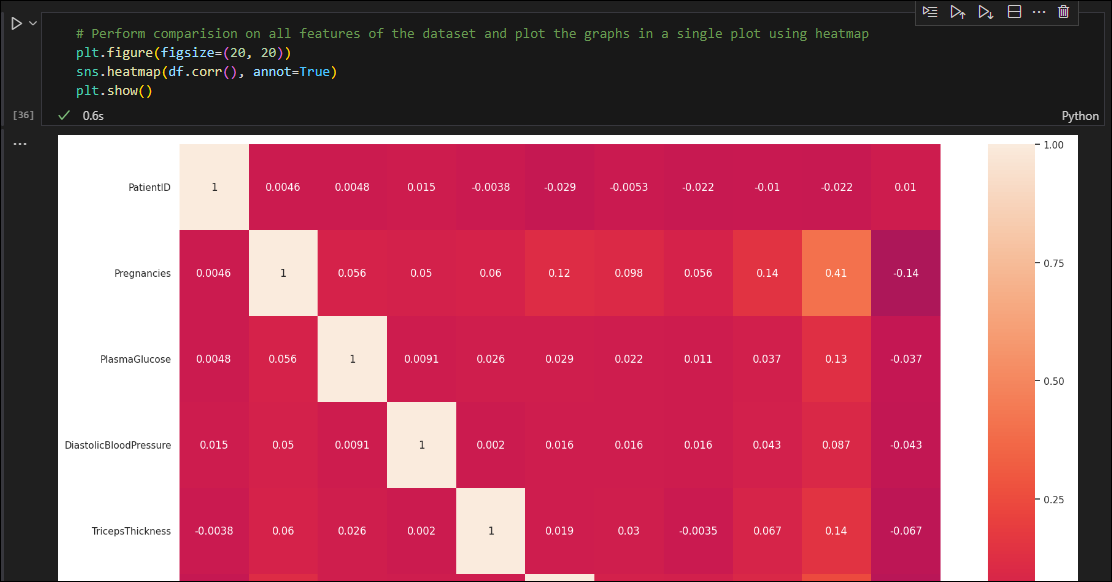 # Perform comparision on all features of the dataset and plot the graphs in a single plot using heatmap
plt.figure(figsize=(20, 20))
sns.heatmap(df.corr(), annot=True)
plt.show()
[36] 0.6s Python
PatientID 1 0.0046 0.0048 0.015 -0.0038 -0.029 -0.0053 -0.022 -0.01 -0.022 0.01 1.00
Pregnancies 0.0046 1 0.056 0.05 0.06 0.12 0.098 0.056 0.14 0.41 -0.14 0.75
PlasmaGlucose 0.0048 0.056 1 0.0091 0.026 0.029 0.022 0.011 0.037 0.13 -0.037 0.50
DiastolicBloodPressure 0.015 0.05 0.0091 1 0.002 0.016 0.016 0.016 0.043 0.087 -0.043
0.25
TricepsThickness -0.0038 0.06 0.026 0.002 1 0.019 0.03 -0.0035 0.067 0.14 -0.067